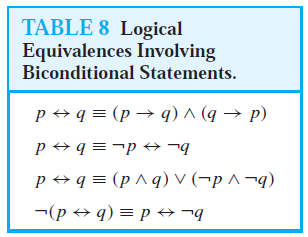 TABLE 8 Logical
Equivalences Involving
Biconditional Statements.
p ↔ q ≡ (p → q) ∧ (q → p)
p ↔ q ≡ ¬p ↔ ¬q
p ↔ q ≡ (p ∧ q) ∨ (¬p ∧ ¬q)
¬(p ↔ q) ≡ p ↔ ¬q